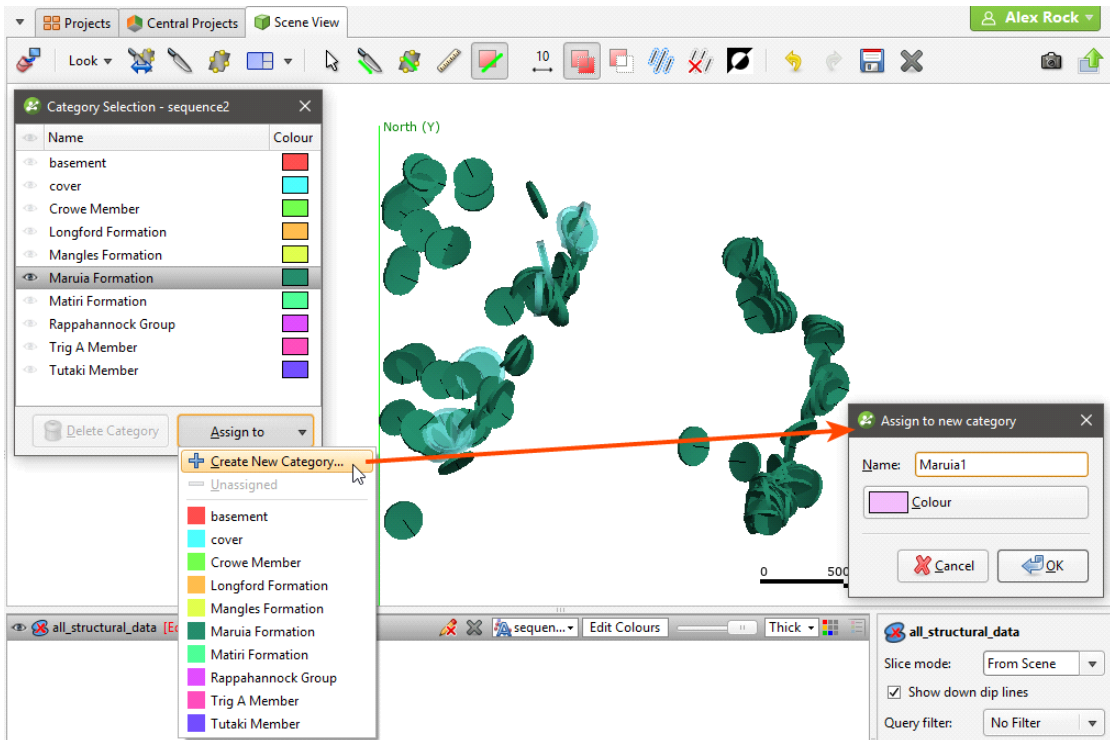 Projects
Central Projects
Scene View
Alex Rock
Look
10
Category Selection - sequence2
Name Colour
basement
cover
Crowe Member
Longford Formation
Mangles Formation
Maruia Formation
Matiri Formation
Rappahannock Group
Trig A Member
Tutaki Member
Delete Category
Assign to
Create New Category...
Unassigned
basement
cover
Crowe Member
Longford Formation
Mangles Formation
Maruia Formation
Matiri Formation
Rappahannock Group
Trig A Member
Tutaki Member
North (Y)
Assign to new category
Name: Maruia1
Colour
Cancel OK
0 500
all_structural_data [Ed
sequen... Edit Colours Thick
all_structural_data
Slice mode: From Scene
Show down dip lines
Query filter: No Filter